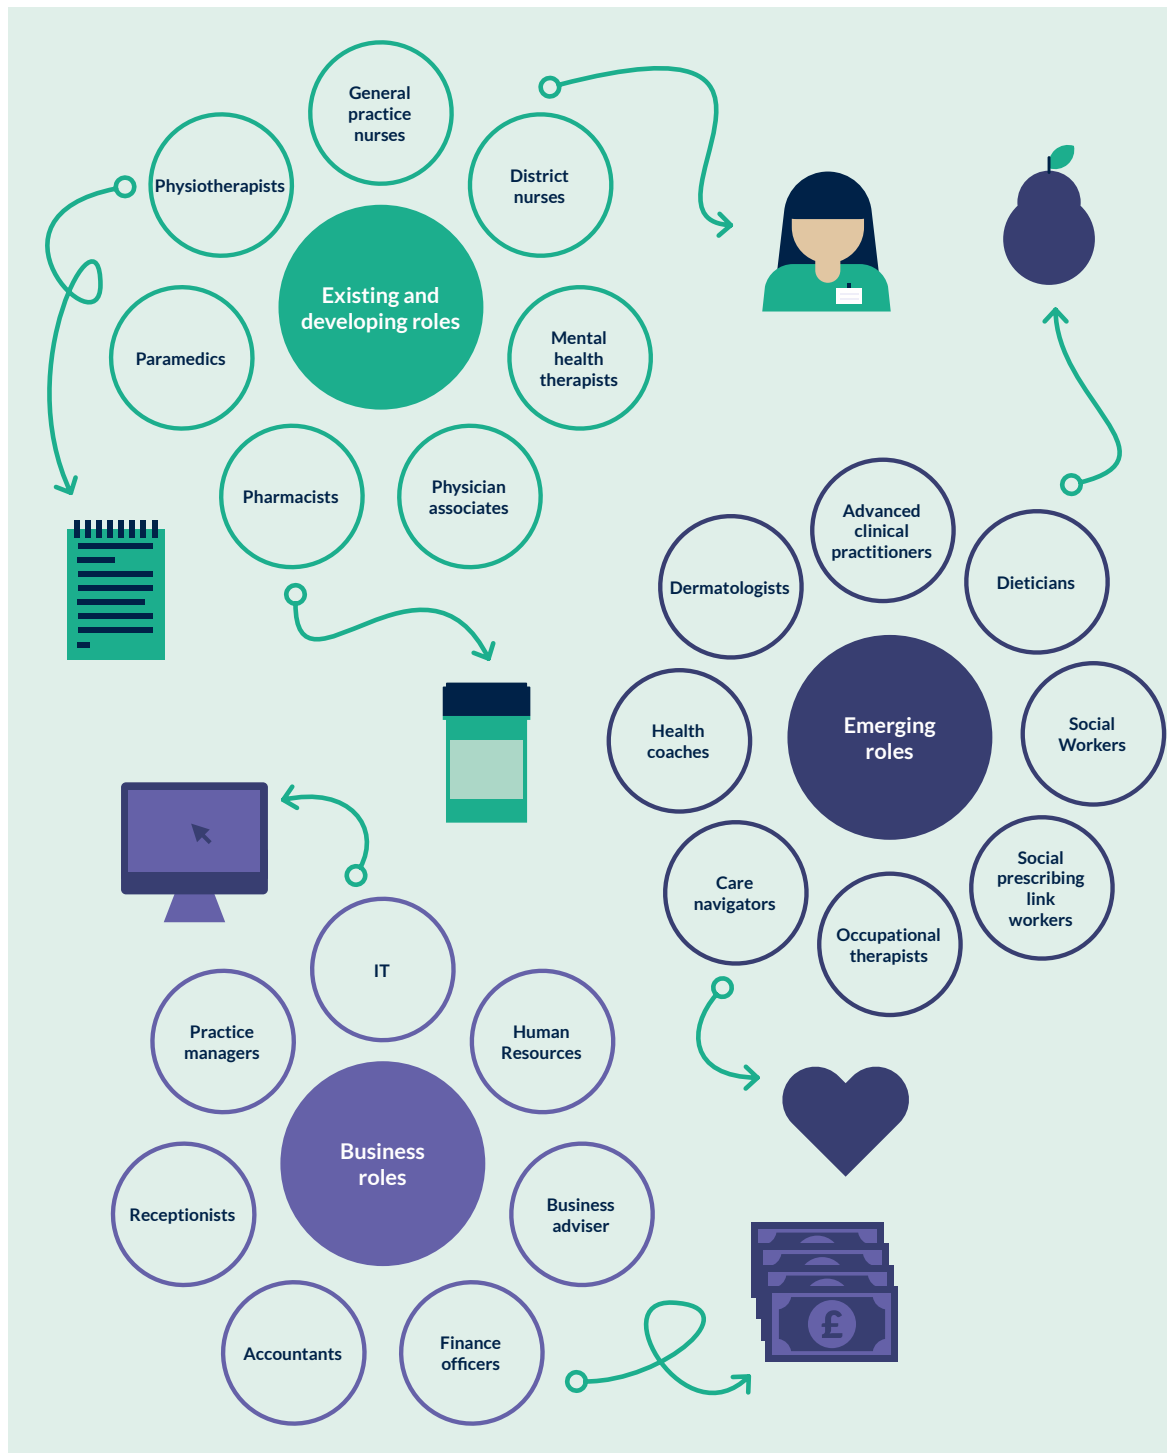 General
practice
nurses
Physiotherapists
District
nurses
Existing and
developing roles
Paramedics
Mental
health
therapists
Pharmacists
Physician
associates
Advanced
clinical
practitioners
Dermatologists
Dieticians
Health
coaches
Emerging
roles
Social
Workers
Care
navigators
Social
prescribing
link
workers
Occupational
therapists
IT
Practice
managers
Human
Resources
Business
roles
Receptionists
Business
adviser
Accountants
Finance
officers
£